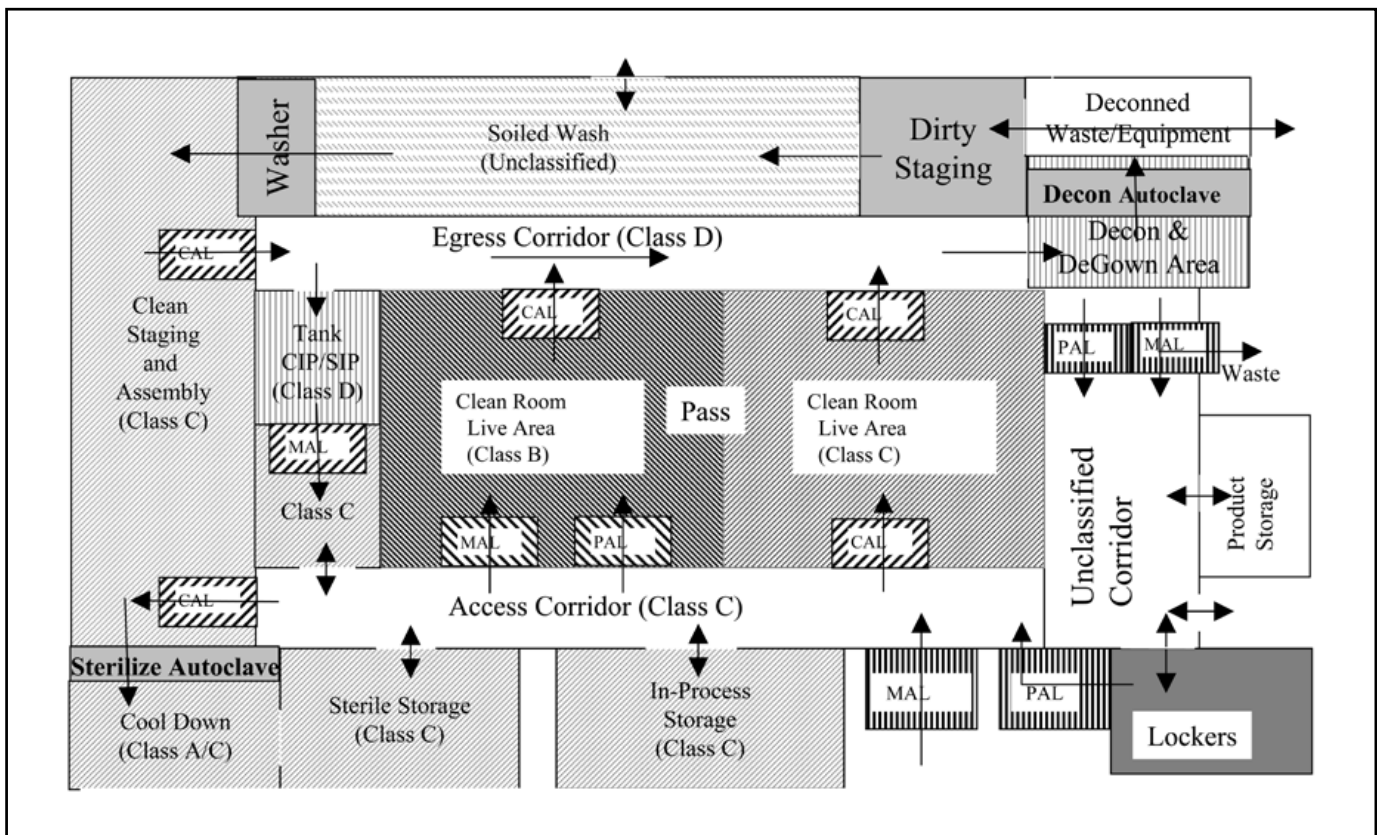 Washer
Soiled Wash
(Unclassified)
Dirty
Staging
Deconned
Waste/Equipment
Decon Autoclave
Decon &
DeGown Area
Egress Corridor (Class D)
CAL
Clean
Staging
and
Assembly
(Class C)
Tank
CIP/SIP
(Class D)
MAL
Class C
CAL
CAL
Clean Room
Live Area
(Class B)
Pass
Clean Room
Live Area
(Class C)
PAL
MAL
Waste
MAL
PAL
CAL
Unclassified
Corridor
Product
Storage
CAL
Access Corridor (Class C)
Sterilize Autoclave
Cool Down
(Class A/C)
Sterile Storage
(Class C)
In-Process
Storage
(Class C)
MAL
PAL
Lockers